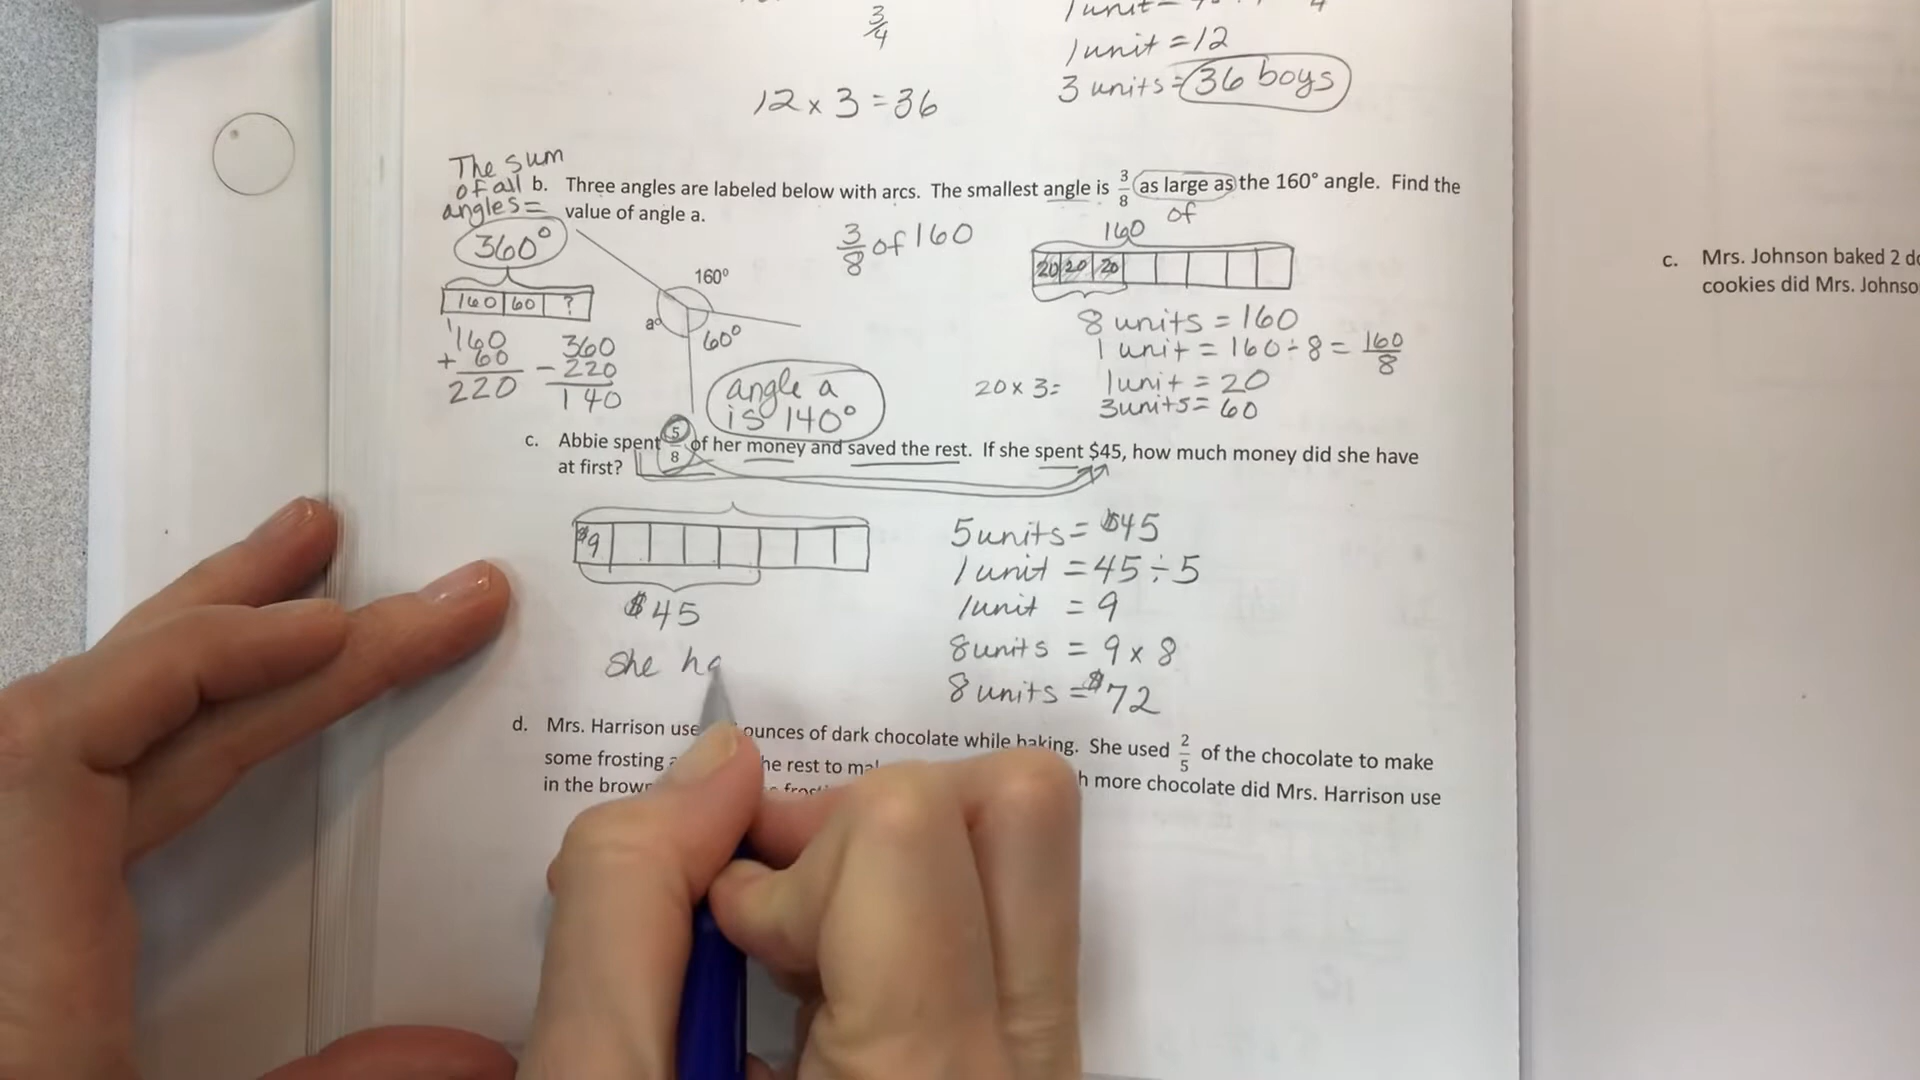 3/4
1 unit =
1 unit = 12
3 units = 36 boys
12 x 3 = 36
The sum
of all
angles =
360°
b. Three angles are labeled below with arcs. The smallest angle is 3/8 as large as the 160° angle. Find the
value of angle a.
of
3/8 of 160
160
20 20 20
160°
a°
60°
160 60 ?
1
160
+ 60
220
360
- 220
140
angle a
is 140°
8 units = 160
1 unit = 160 ÷ 8 = 160/8
20 x 3 =
1 unit = 20
3 units = 60
c. Abbie spent 5/8 of her money and saved the rest. If she spent $45, how much money did she have
at first?
$9
$45
she ha
5 units = $45
1 unit = 45 ÷ 5
1 unit = 9
8 units = 9 x 8
8 units = $72
d. Mrs. Harrison use ounces of dark chocolate while baking. She used 2/5 of the chocolate to make
some frosting he rest to h more chocolate did Mrs. Harrison use
in the
c. Mrs. Johnson baked 2
cookies did Mrs.